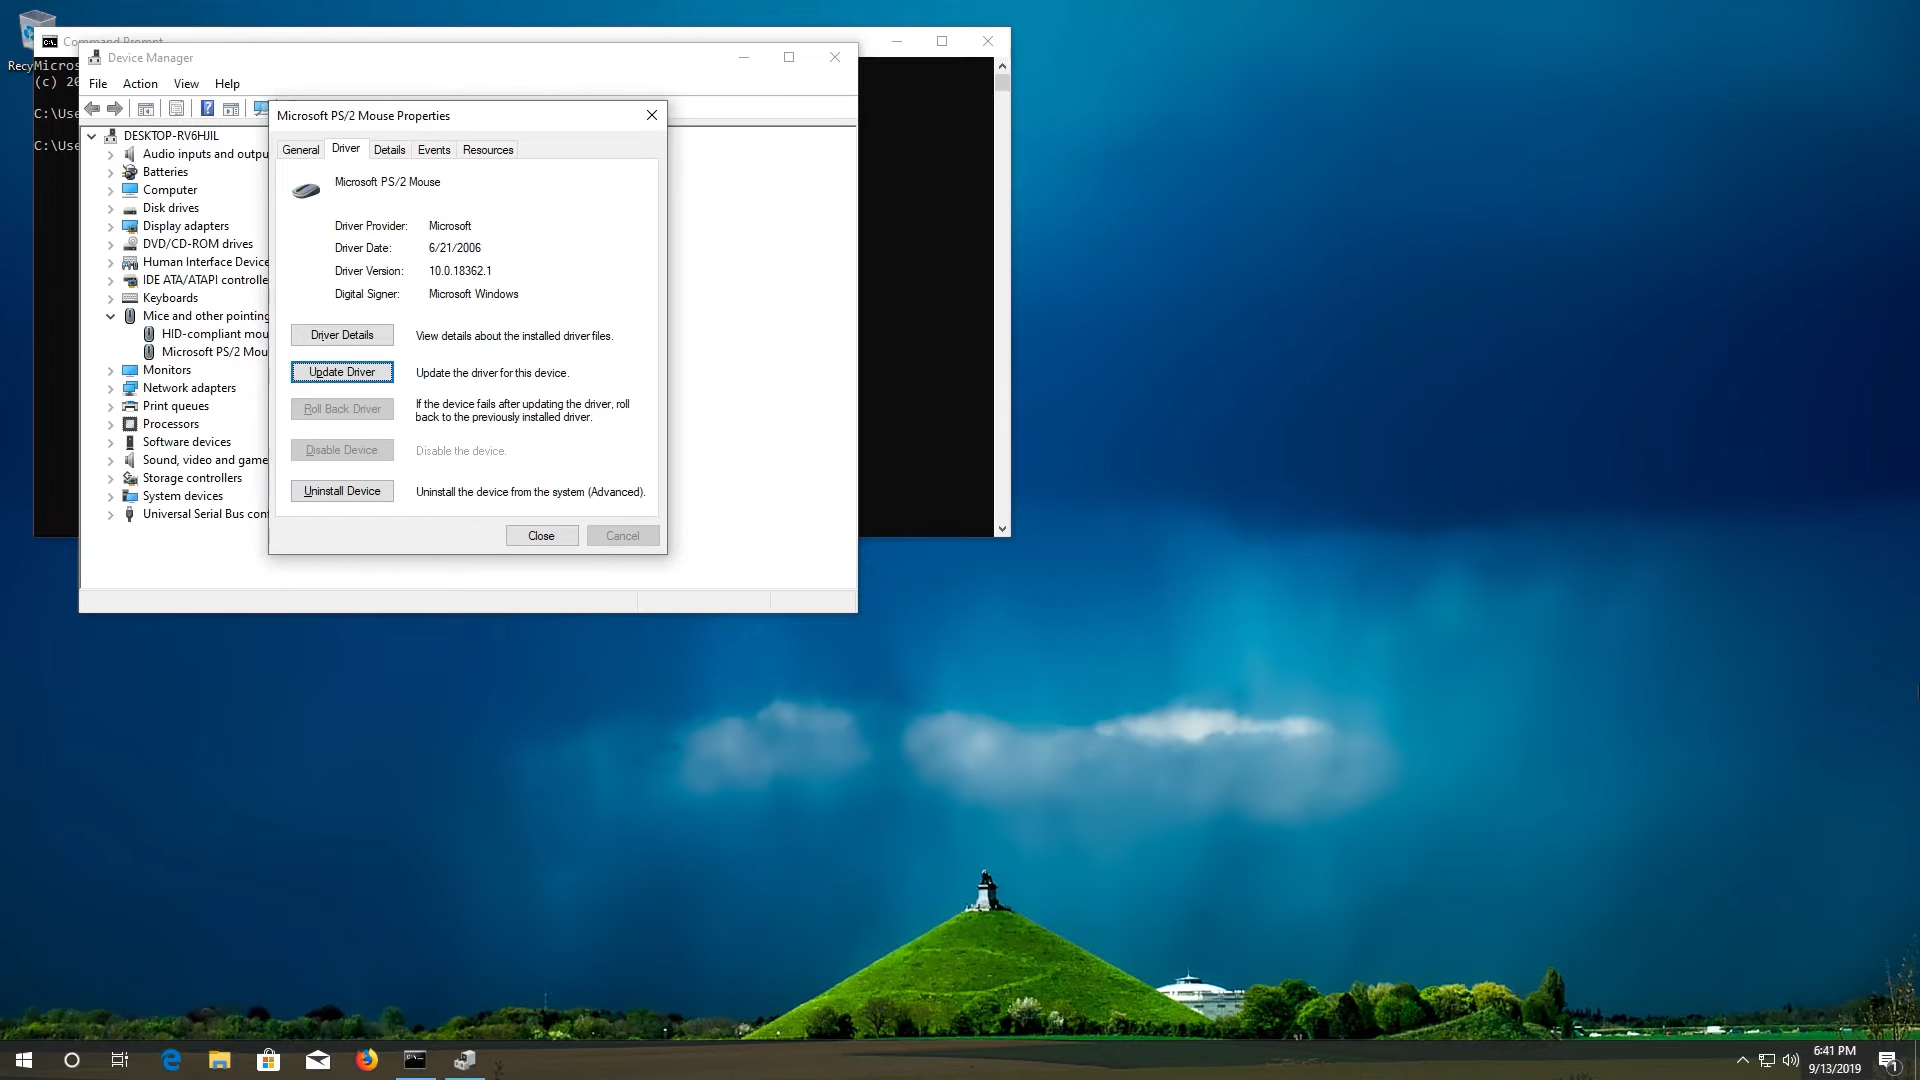 Command Prompt
Recy
Micros
(c) 20
C:\Use
C:\Use
Device Manager
File Action View Help
DESKTOP-RV6HJIL
Audio inputs and outpu
Batteries
Computer
Disk drives
Display adapters
DVD/CD-ROM drives
Human Interface Device
IDE ATA/ATAPI controlle
Keyboards
Mice and other pointing
HID-compliant mou
Microsoft PS/2 Mou
Monitors
Network adapters
Print queues
Processors
Software devices
Sound, video and game
Storage controllers
System devices
Universal Serial Bus con
Microsoft PS/2 Mouse Properties
General Driver Details Events Resources
Microsoft PS/2 Mouse
Driver Provider: Microsoft
Driver Date: 6/21/2006
Driver Version: 10.0.18362.1
Digital Signer: Microsoft Windows
Driver Details View details about the installed driver files.
Update Driver Update the driver for this device.
Roll Back Driver If the device fails after updating the driver, roll
back to the previously installed driver.
Disable Device Disable the device.
Uninstall Device Uninstall the device from the system (Advanced).
Close Cancel
6:41 PM
9/13/2019
1